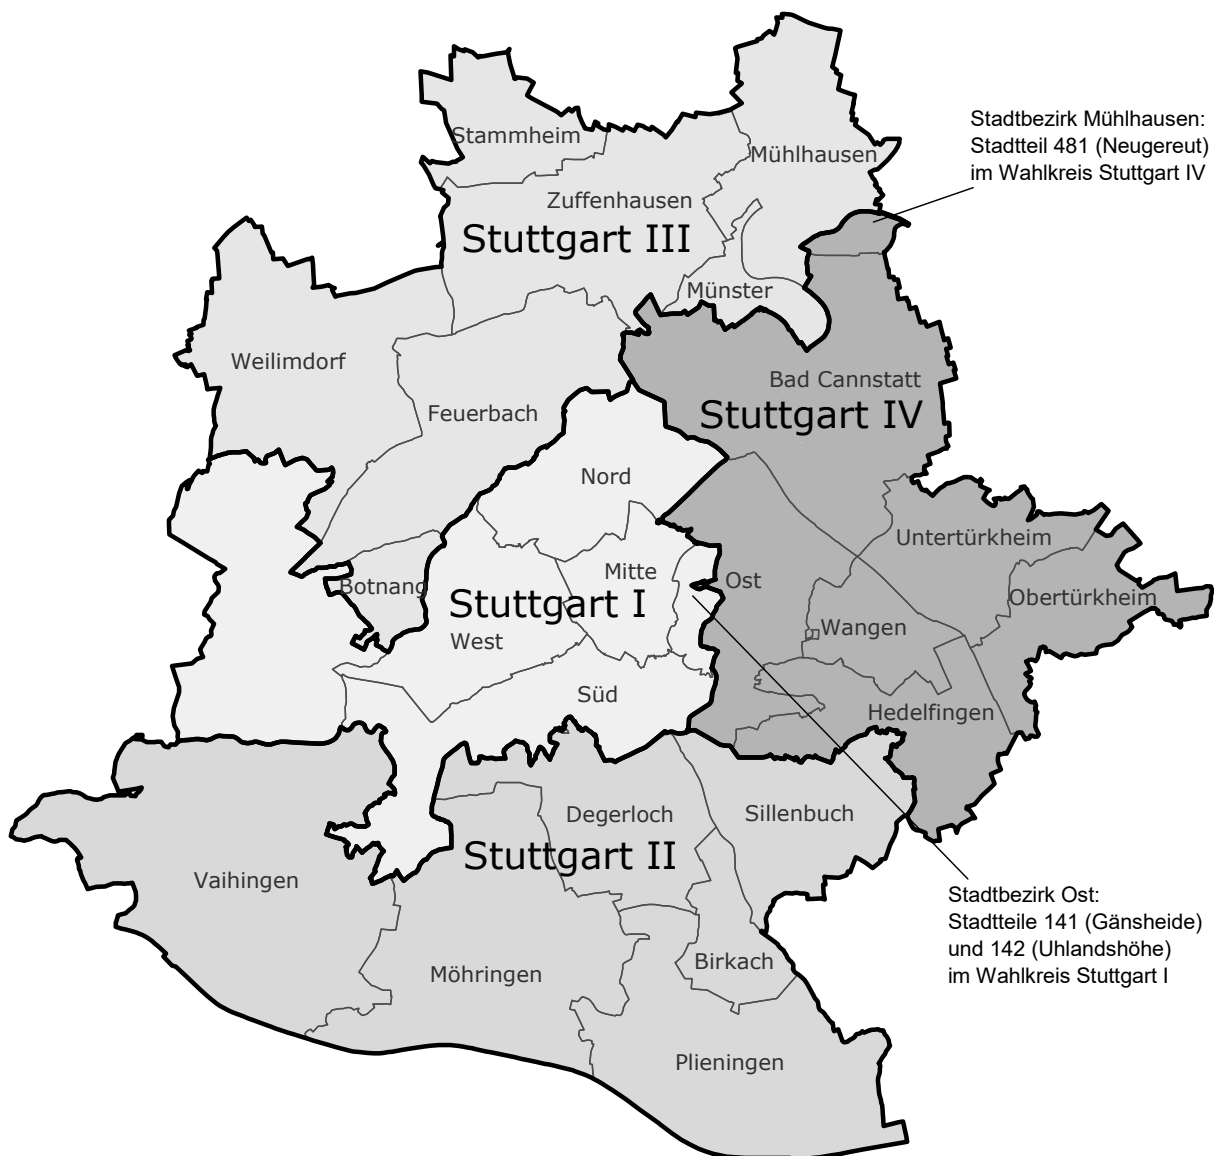 Stadtbezirk Mühlhausen:
Stadtteil 481 (Neugereut)
im Wahlkreis Stuttgart IV
Stammheim
Mühlhausen
Zuffenhausen
Stuttgart III
Münster
Weilimdorf
Bad Cannstatt
Feuerbach
Stuttgart IV
Nord
Untertürkheim
Mitte
Ost
Botnang
Obertürkheim
Stuttgart I
Wangen
West
Süd
Hedelfingen
Degerloch
Sillenbuch
Stuttgart II
Vaihingen
Stadtbezirk Ost:
Stadtteile 141 (Gänsheide)
und 142 (Uhlandshöhe)
im Wahlkreis Stuttgart I
Birkach
Möhringen
Plieningen